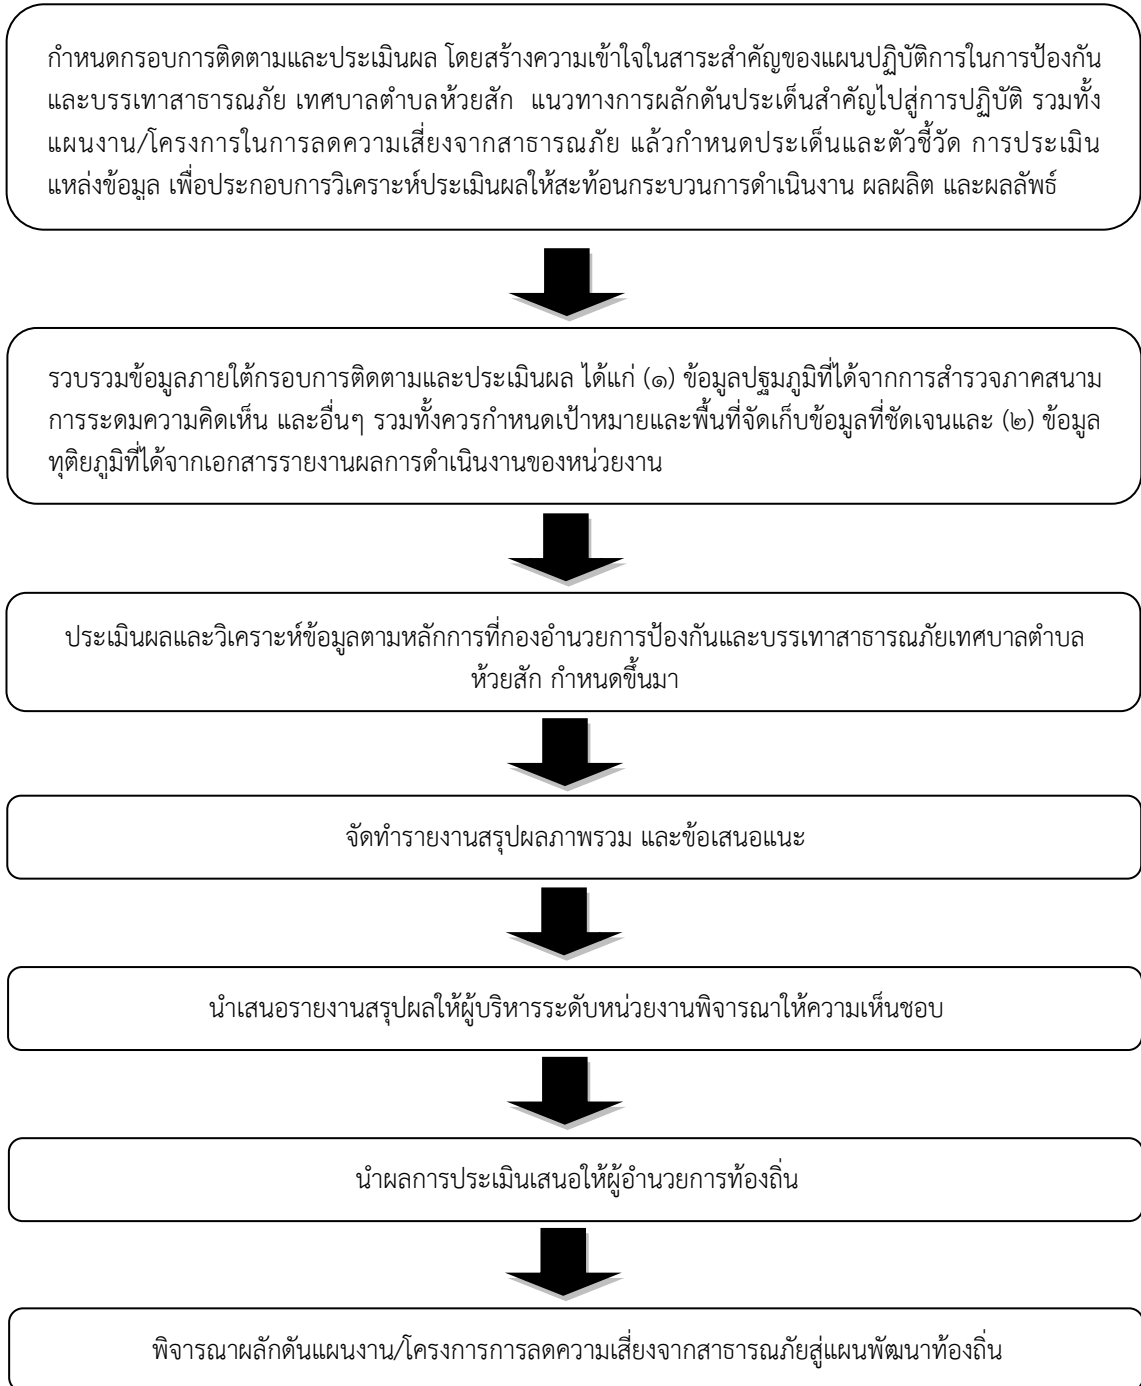 กำหนดกรอบการติดตามและประเมินผล โดยสร้างความเข้าใจในสาระสำคัญของแผนปฏิบัติการในการป้องกัน
และบรรเทาสาธารณภัย เทศบาลตำบลห้วยสัก แนวทางการผลักดันประเด็นสำคัญไปสู่การปฏิบัติ รวมทั้ง
แผนงาน/โครงการในการลดความเสี่ยงจากสาธารณภัย แล้วกำหนดประเด็นและตัวชี้วัด การประเมิน
แหล่งข้อมูล เพื่อประกอบการวิเคราะห์ประเมินผลให้สะท้อนกระบวนการดำเนินงาน ผลผลิต และผลลัพธ์
รวบรวมข้อมูลภายใต้กรอบการติดตามและประเมินผล ได้แก่ (๑) ข้อมูลปฐมภูมิที่ได้จากการสำรวจภาคสนาม
การระดมความคิดเห็น และอื่นๆ รวมทั้งควรกำหนดเป้าหมายและพื้นที่จัดเก็บข้อมูลที่ชัดเจนและ (๒) ข้อมูล
ทุติยภูมิที่ได้จากเอกสารรายงานผลการดำเนินงานของหน่วยงาน
ประเมินผลและวิเคราะห์ข้อมูลตามหลักการที่กองอำนวยการป้องกันและบรรเทาสาธารณภัยเทศบาลตำบล
ห้วยสัก กำหนดขึ้นมา
จัดทำรายงานสรุปผลภาพรวม และข้อเสนอแนะ
นำเสนอรายงานสรุปผลให้ผู้บริหารระดับหน่วยงานพิจารณาให้ความเห็นชอบ
นำผลการประเมินเสนอให้ผู้อำนวยการท้องถิ่น
พิจารณาผลักดันแผนงาน/โครงการการลดความเสี่ยงจากสาธารณภัยสู่แผนพัฒนาท้องถิ่น